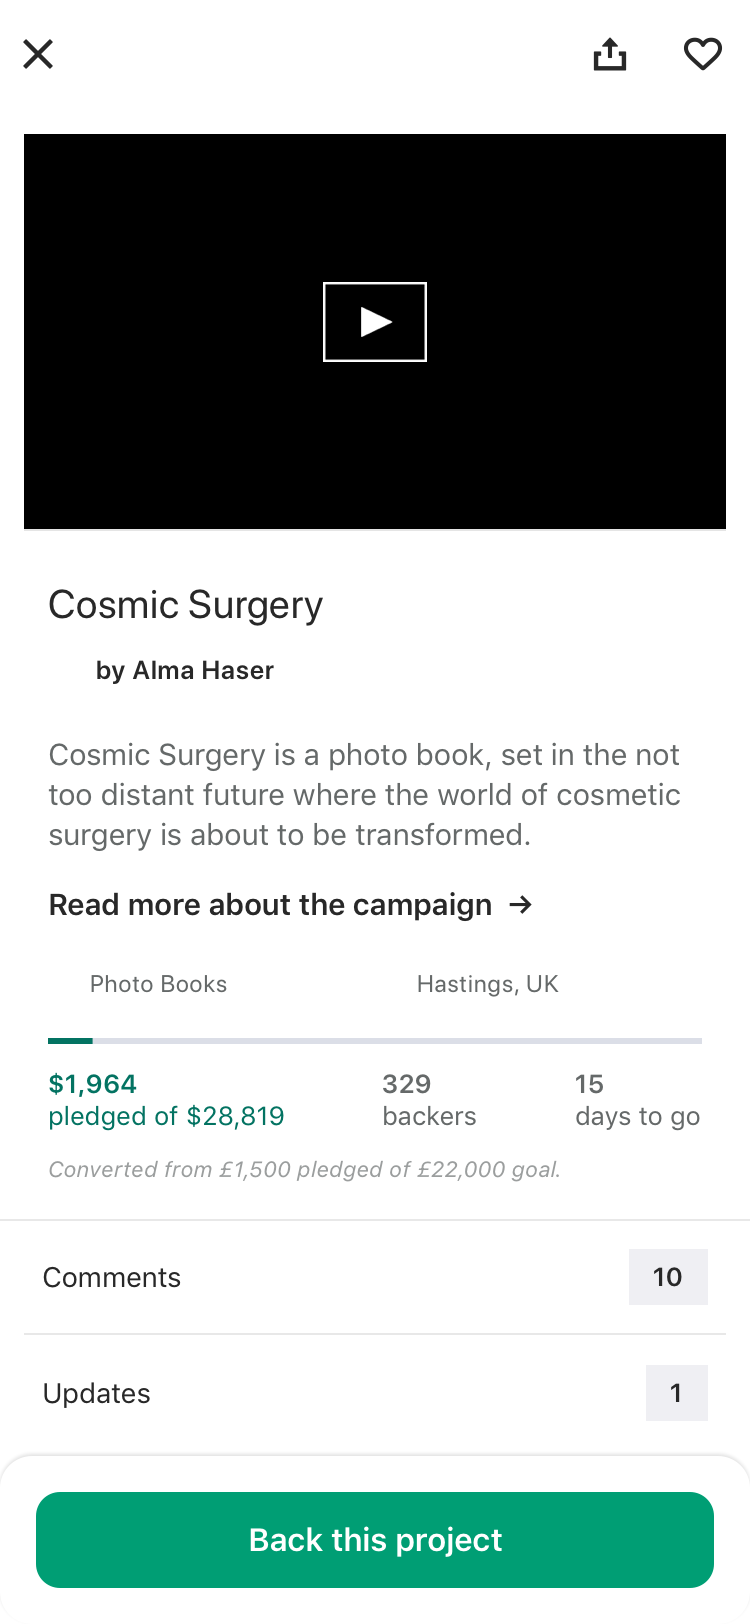 Cosmic Surgery
by Alma Haser
Cosmic Surgery is a photo book, set in the not
too distant future where the world of cosmetic
surgery is about to be transformed.
Read more about the campaign →
Photo Books
Hastings, UK
$1,964
pledged of $28,819
329
backers
15
days to go
Converted from £1,500 pledged of £22,000 goal.
Comments
10
Updates
1
Back this project